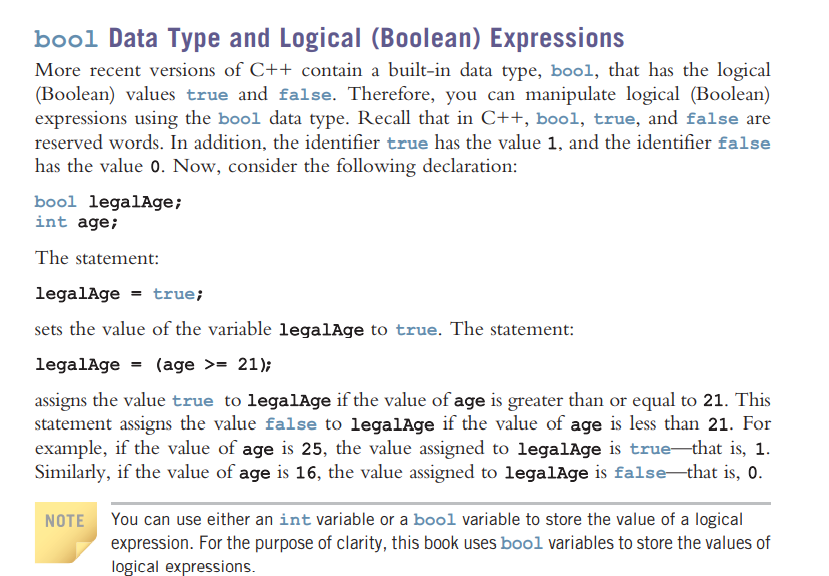 bool Data Type and Logical (Boolean) Expressions
More recent versions of C++ contain a built-in data type, bool, that has the logical
(Boolean) values true and false. Therefore, you can manipulate logical (Boolean)
expressions using the bool data type. Recall that in C++, bool, true, and false are
reserved words. In addition, the identifier true has the value 1, and the identifier false
has the value 0. Now, consider the following declaration:
bool legalAge;
int age;
The statement:
legalAge = true;
sets the value of the variable legalAge to true. The statement:
legalAge = (age >= 21);
assigns the value true to legalAge if the value of age is greater than or equal to 21. This
statement assigns the value false to legalAge if the value of age is less than 21. For
example, if the value of age is 25, the value assigned to legalAge is true—that is, 1.
Similarly, if the value of age is 16, the value assigned to legalAge is false—that is, 0.
NOTE
You can use either an int variable or a bool variable to store the value of a logical
expression. For the purpose of clarity, this book uses bool variables to store the values of
logical expressions.